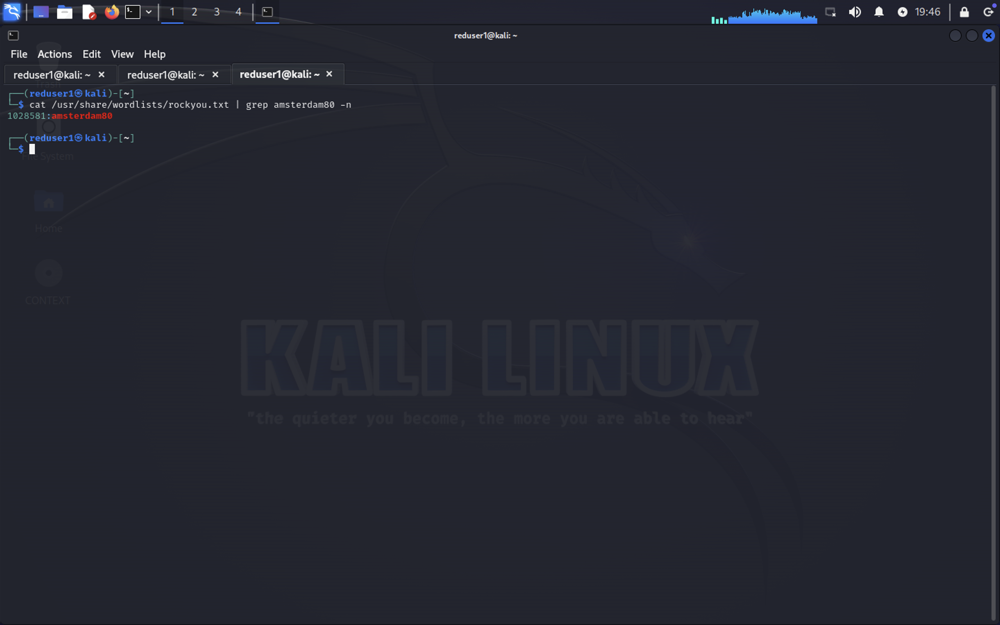 1 2 3 4 19:46
reduser1@kali: ~
File Actions Edit View Help
reduser1@kali: ~ reduser1@kali: ~ reduser1@kali: ~
Trash
┌──(reduser1㉿kali)-[~]
└─$ cat /usr/share/wordlists/rockyou.txt | grep amsterdam80 -n
1028581:amsterdam80
┌──(reduser1㉿kali)-[~]
└─$
File System
Home
CONTEXT
KALI LINUX
"the quieter you become, the more you are able to hear"